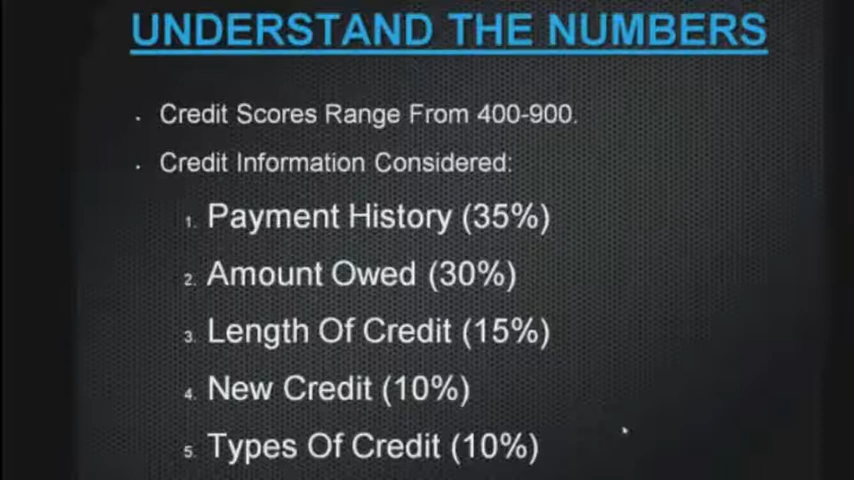 UNDERSTAND THE NUMBERS
· Credit Scores Range From 400-900.
· Credit Information Considered:
1. Payment History (35%)
2. Amount Owed (30%)
3. Length Of Credit (15%)
4. New Credit (10%)
5. Types Of Credit (10%)